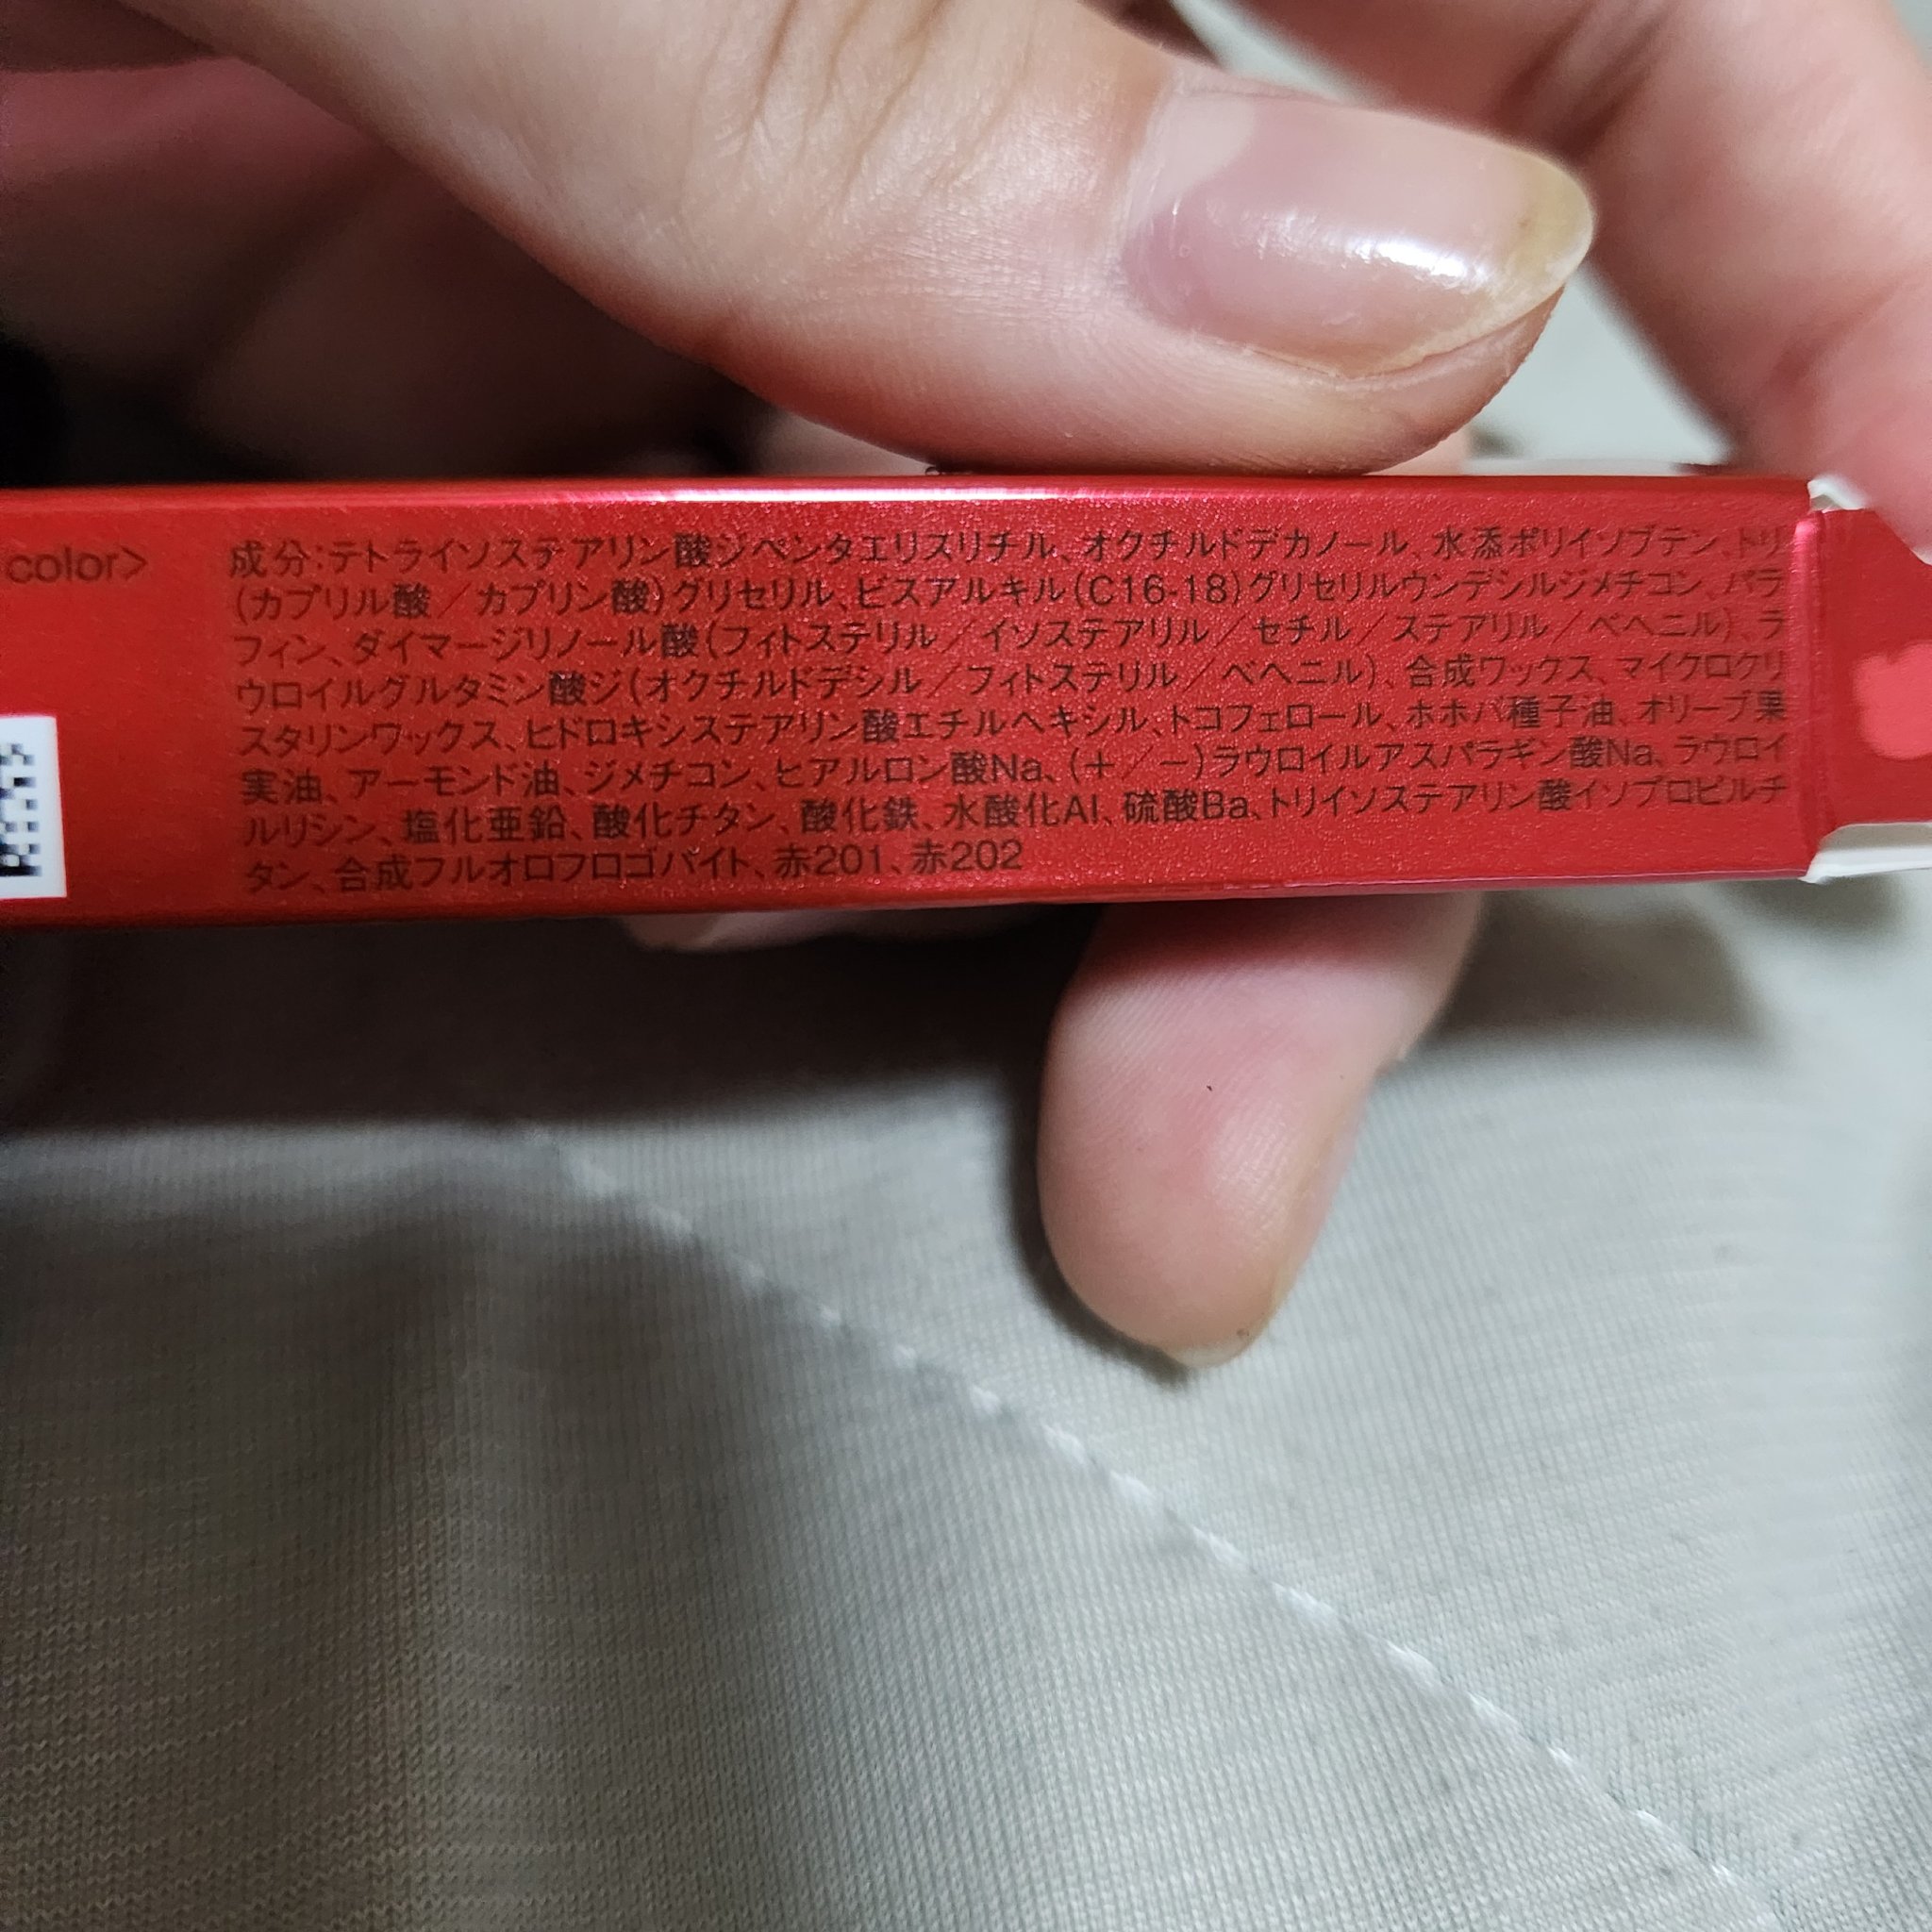 color>
成分:テトライソステアリン酸ジペンタエリスリチル、オクチルドデカノール、水添ポリイソブテン、トリ
(カプリル酸／カプリン酸)グリセリル、ビスアルキル(C16-18)グリセリルウンデシルジメチコン、パラ
フィン、ダイマージリノール酸(フィトステリル／イソステアリル／セチル／ステアリル／ベヘニル)、ラ
ウロイルグルタミン酸ジ(オクチルドデシル／フィトステリル／ベヘニル)、合成ワックス、マイクロクリ
スタリンワックス、ヒドロキシステアリン酸エチルヘキシル、トコフェロール、ホホバ種子油、オリーブ果
実油、アーモンド油、ジメチコン、ヒアルロン酸Na、(＋／－)ラウロイルアスパラギン酸Na、ラウロイ
ルリシン、塩化亜鉛、酸化チタン、酸化鉄、水酸化Al、硫酸Ba、トリイソステアリン酸イソプロピルチ
タン、合成フルオロフロゴパイト、赤201、赤202